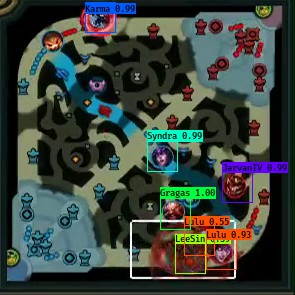 Karma 0.99
Syndra 0.99
JarvanIV 0.99
Gragas 1.00
Lulu 0.55
Lulu 0.93
LeeSin